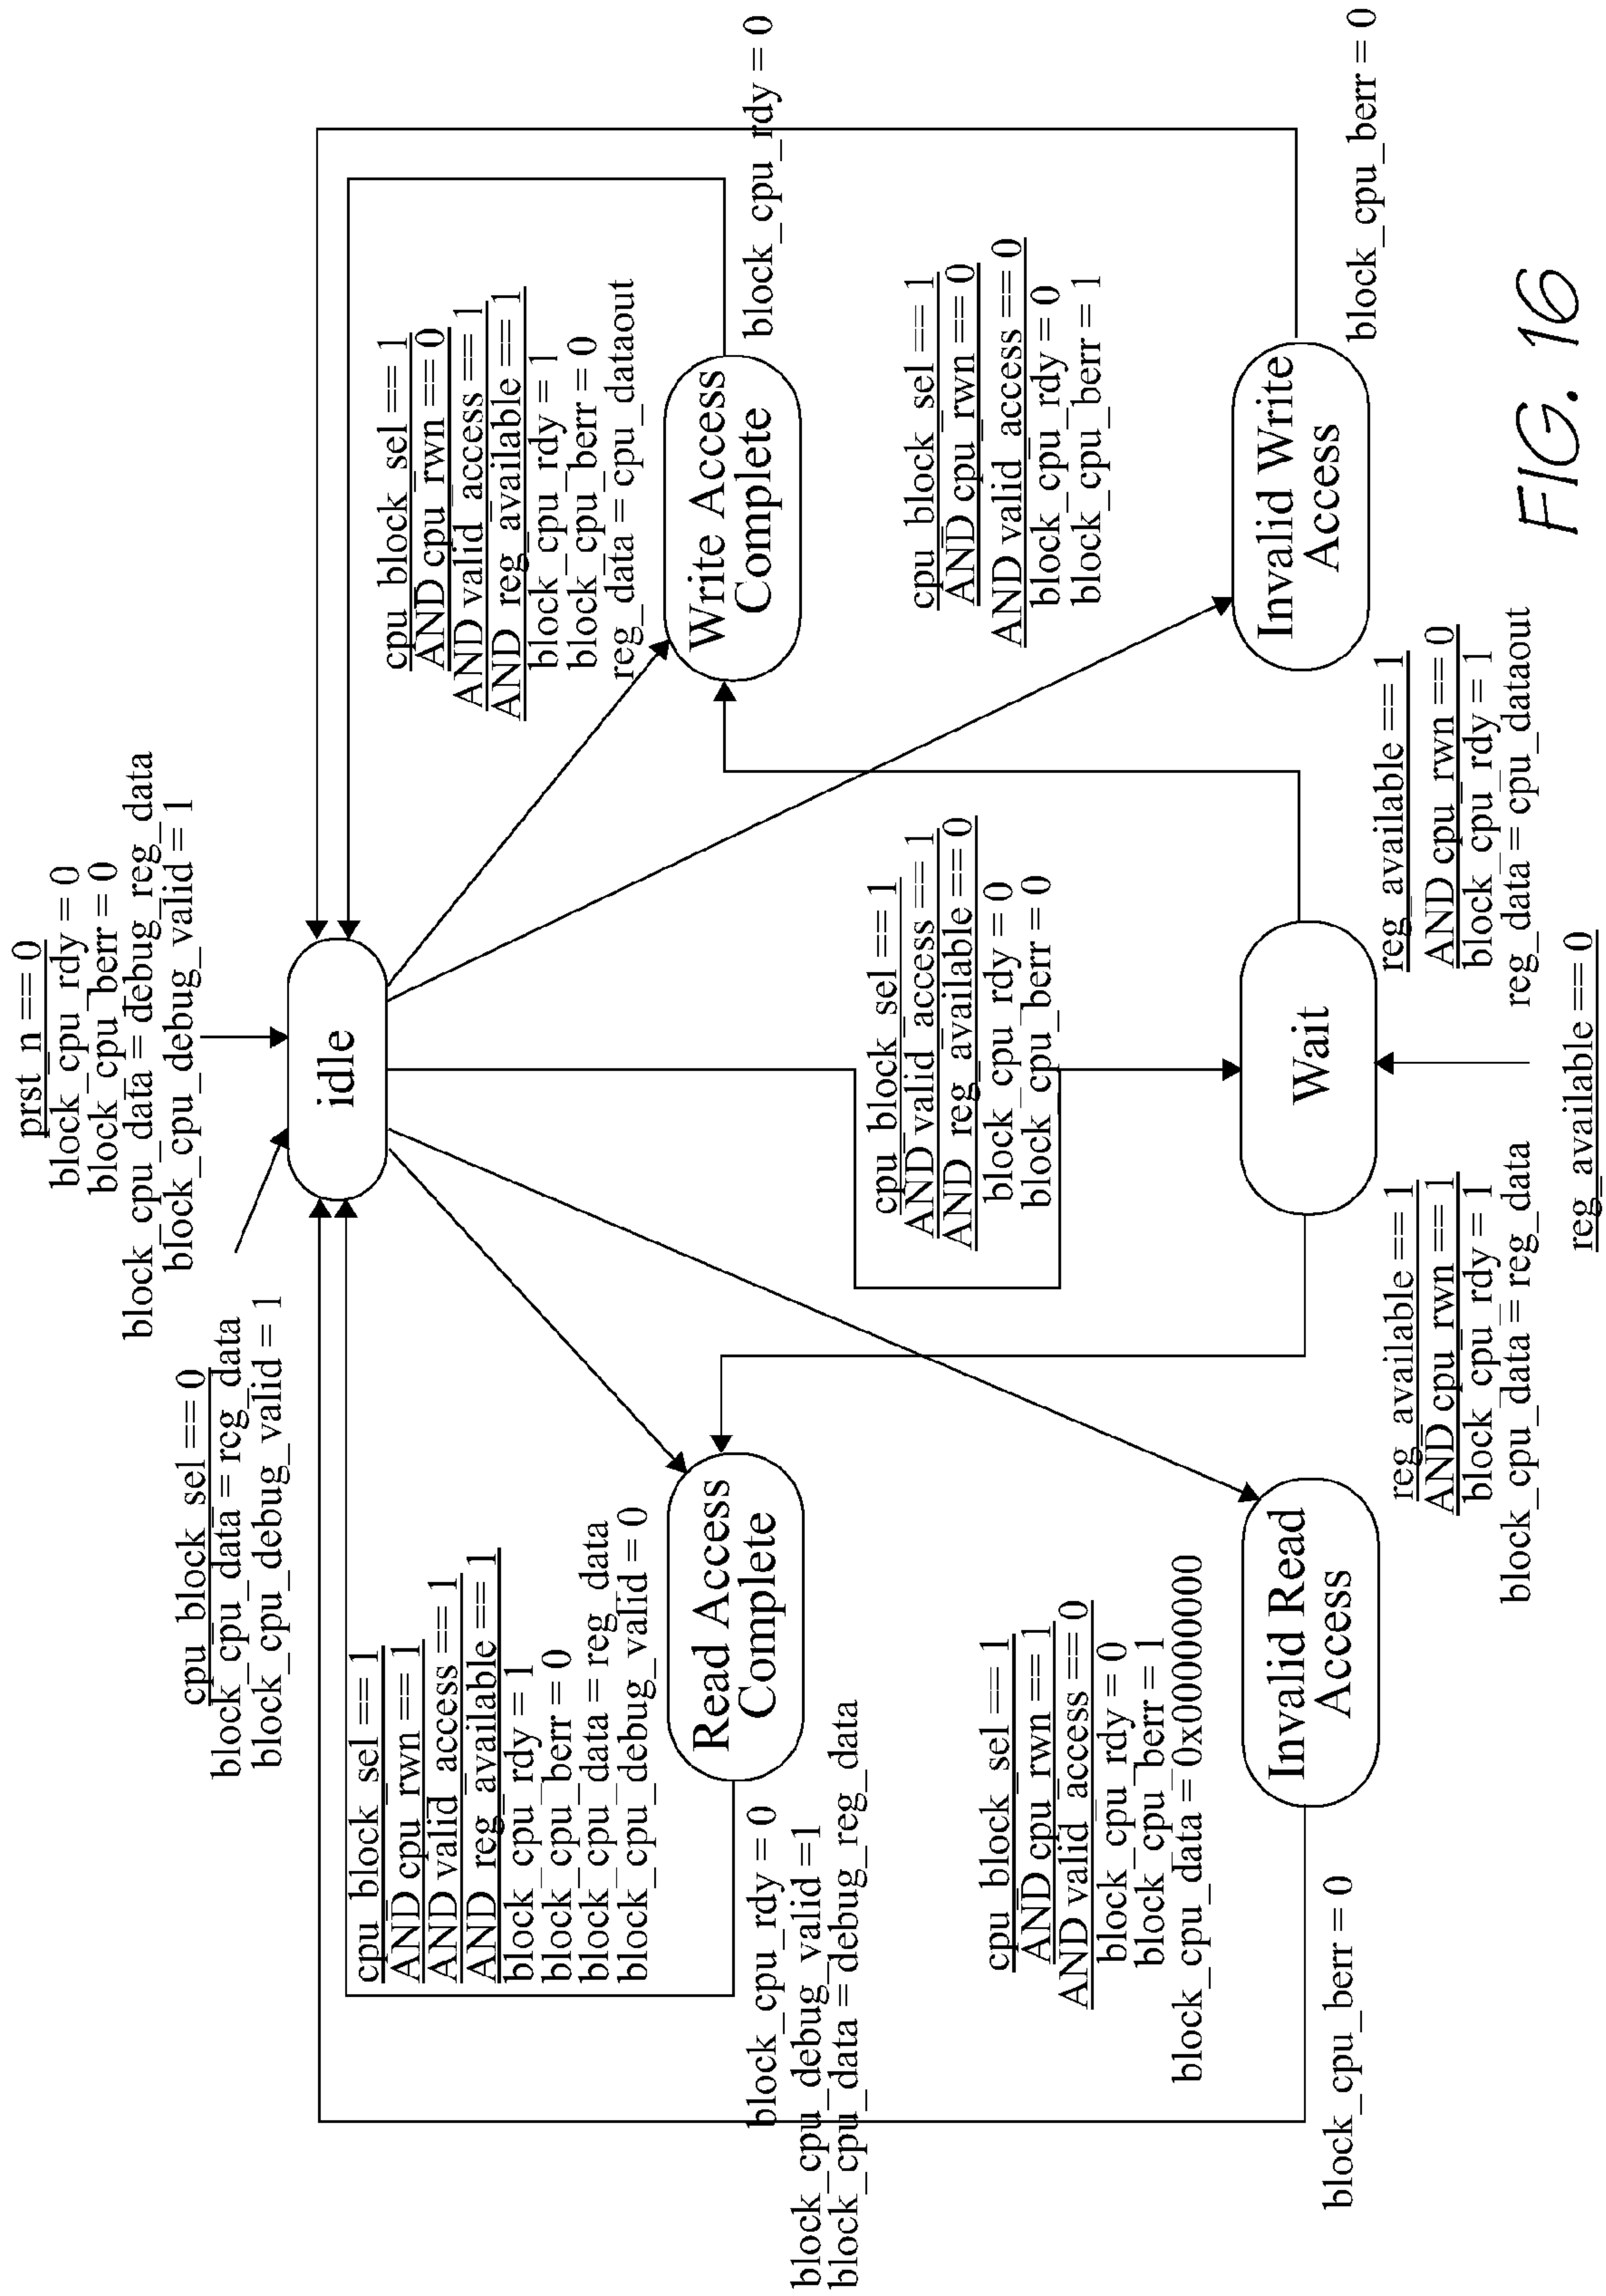 prst_n == 0
block_cpu_rdy = 0
block_cpu_berr = 0
block_cpu_data = debug_reg_data
block_cpu_debug_valid = 1
cpu_block_sel == 0
block_cpu_data = reg_data
block_cpu_debug_valid = 1
idle
cpu_block_sel == 1
AND cpu_rwn == 1
AND valid_access == 1
AND reg_available == 1
block_cpu_rdy = 1
block_cpu_berr = 0
block_cpu_data = reg_data
block_cpu_debug_valid = 0
cpu_block_sel == 1
AND cpu_rwn == 0
AND valid_access == 1
AND reg_available == 1
block_cpu_rdy = 1
block_cpu_berr = 0
reg_data = cpu_dataout
Read Access
Complete
Write Access
Complete
block_cpu_rdy = 0
block_cpu_debug_valid =1
block_cpu_data = debug_reg_data
block_cpu_rdy = 0
cpu_block_sel == 1
AND valid_access == 1
AND reg_available == 0
block_cpu_rdy = 0
block_cpu_berr = 0
cpu_block_sel == 1
AND cpu_rwn == 1
AND valid_access == 0
block_cpu_rdy = 0
block_cpu_berr = 1
block_cpu_data = 0x00000000
cpu_block_sel == 1
AND cpu_rwn == 0
AND valid_access == 0
block_cpu_rdy = 0
block_cpu_berr = 1
Invalid Read
Access
Wait
Invalid Write
Access
block_cpu_berr = 0
reg_available == 1
AND cpu_rwn == 1
block_cpu_rdy = 1
block_cpu_data = reg_data
reg_available == 1
AND cpu_rwn == 0
block_cpu_rdy = 1
reg_data = cpu_dataout
block_cpu_berr = 0
reg_available == 0
FIG. 16